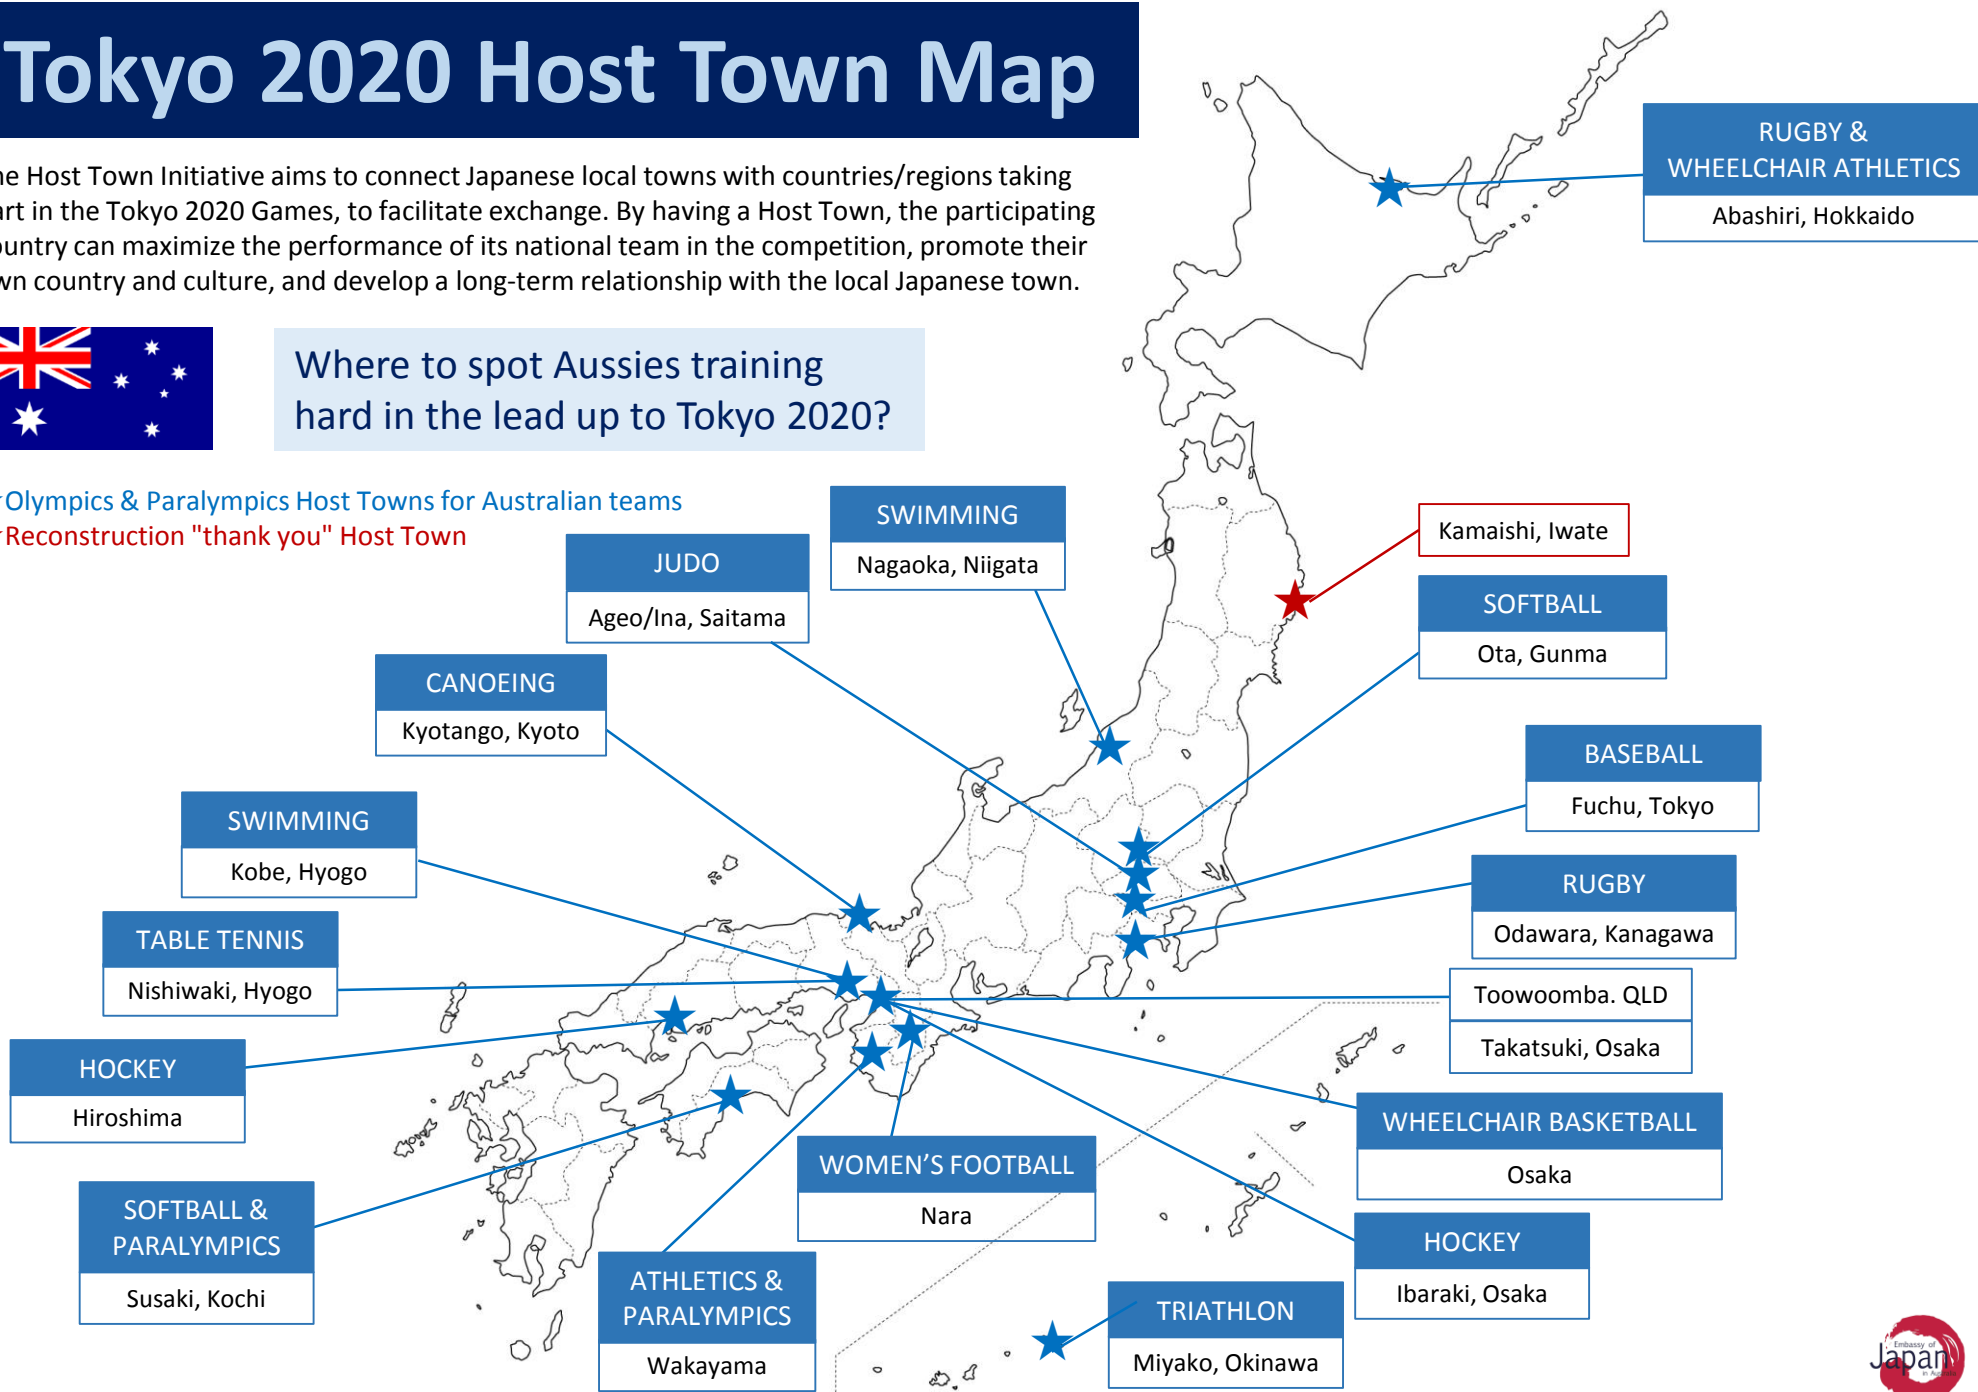 Tokyo 2020 Host Town Map
he Host Town Initiative aims to connect Japanese local towns with countries/regions taking
art in the Tokyo 2020 Games, to facilitate exchange. By having a Host Town, the participating
ountry can maximize the performance of its national team in the competition, promote their
wn country and culture, and develop a long-term relationship with the local Japanese town.
Where to spot Aussies training
hard in the lead up to Tokyo 2020?
Olympics & Paralympics Host Towns for Australian teams
Reconstruction "thank you" Host Town
RUGBY &
WHEELCHAIR ATHLETICS
Abashiri, Hokkaido
SWIMMING
Nagaoka, Niigata
Kamaishi, Iwate
JUDO
Ageo/Ina, Saitama
SOFTBALL
Ota, Gunma
CANOEING
Kyotango, Kyoto
BASEBALL
Fuchu, Tokyo
SWIMMING
Kobe, Hyogo
RUGBY
Odawara, Kanagawa
TABLE TENNIS
Nishiwaki, Hyogo
Toowoomba. QLD
Takatsuki, Osaka
HOCKEY
Hiroshima
WHEELCHAIR BASKETBALL
Osaka
WOMEN'S FOOTBALL
Nara
SOFTBALL &
PARALYMPICS
Susaki, Kochi
HOCKEY
Ibaraki, Osaka
ATHLETICS &
PARALYMPICS
Wakayama
TRIATHLON
Miyako, Okinawa
Embassy of
Japan
in Australia